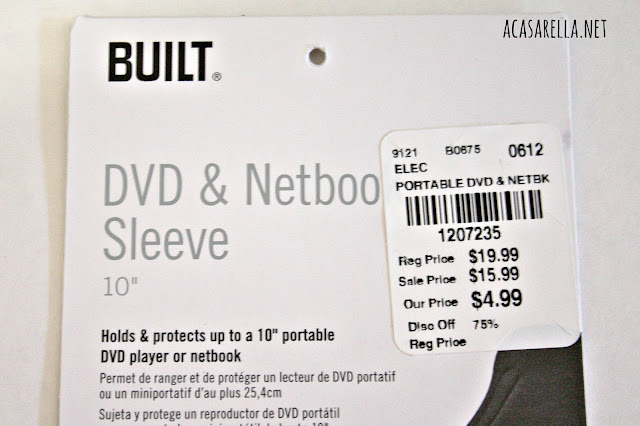 ACASARELLA.NET
BUILT®
DVD & Netboo
Sleeve
10"
Holds & protects up to a 10" portable
DVD player or netbook
Permet de ranger et de protéger un lecteur de DVD portatif
ou un miniportatif d'au plus 25,4cm
Sujeta y protege un reproductor de DVD portátil
9121 B0675 0612
ELEC
PORTABLE DVD & NETBK
1207235
Reg Price $19.99
Sale Price $15.99
Our Price $4.99
Disc Off 75%
Reg Price